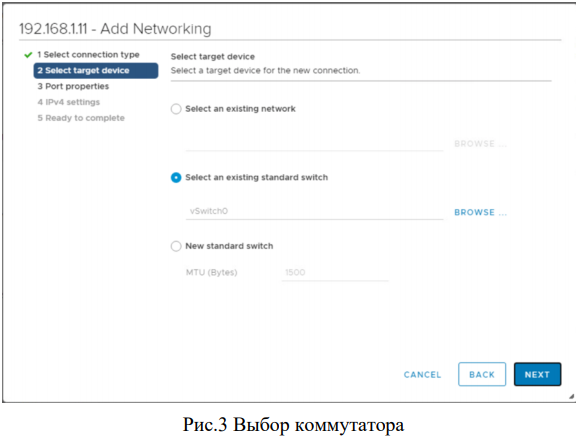 192.168.1.11 - Add Networking
1 Select connection type
2 Select target device
3 Port properties
4 IPv4 settings
5 Ready to complete
Select target device
Select a target device for the new connection.
Select an existing network
BROWSE ...
Select an existing standard switch
vSwitch0
BROWSE ...
New standard switch
MTU (Bytes)
1500
CANCEL
BACK
NEXT
Рис.3 Выбор коммутатора